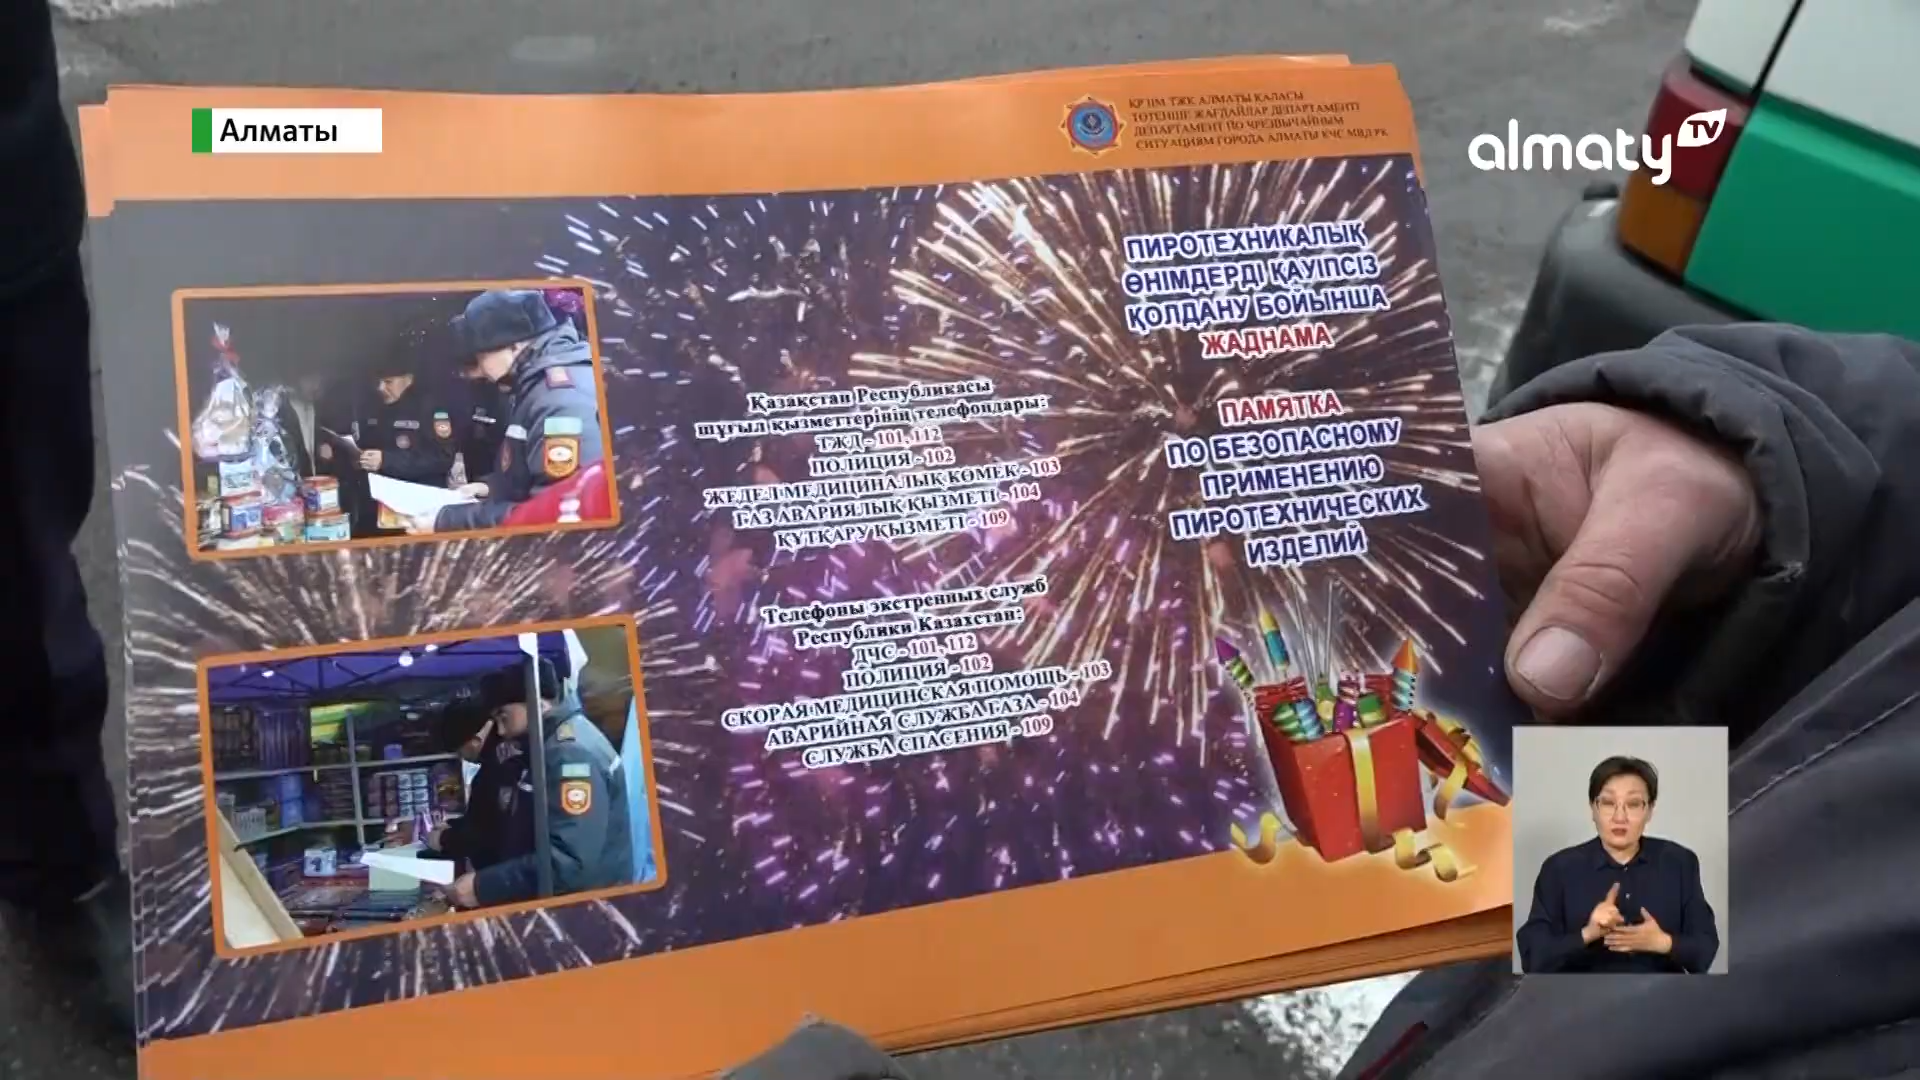 Алматы
almaty TV
ҚР ІІМ ТЖК АЛМАТЫ ҚАЛАСЫ
ТӨТЕНШЕ ЖАҒДАЙЛАР ДЕПАРТАМЕНТІ
ДЕПАРТАМЕНТ ПО ЧРЕЗВЫЧАЙНЫМ
СИТУАЦИЯМ ГОРОДА АЛМАТЫ КЧС МВД РК
Қазақстан Республикасы
шұғыл қызметтерінің телефондары:
ТЖД - 101, 112
ПОЛИЦИЯ - 102
ЖЕДЕЛ МЕДИЦИНАЛЫҚ КӨМЕК - 103
ГАЗ АВАРИЯЛЫҚ ҚЫЗМЕТІ - 104
ҚҰТҚАРУ ҚЫЗМЕТІ - 109
Телефоны экстренных служб
Республики Казахстан:
ДЧС - 101, 112
ПОЛИЦИЯ - 102
СКОРАЯ МЕДИЦИНСКАЯ ПОМОЩЬ - 103
АВАРИЙНАЯ СЛУЖБА ГАЗА - 104
СЛУЖБА СПАСЕНИЯ - 109
ПИРОТЕХНИКАЛЫҚ
ӨНІМДЕРДІ ҚАУІПСІЗ
ҚОЛДАНУ БОЙЫНША
ЖАДНАМА
ПАМЯТКА
ПО БЕЗОПАСНОМУ
ПРИМЕНЕНИЮ
ПИРОТЕХНИЧЕСКИХ
ИЗДЕЛИЙ